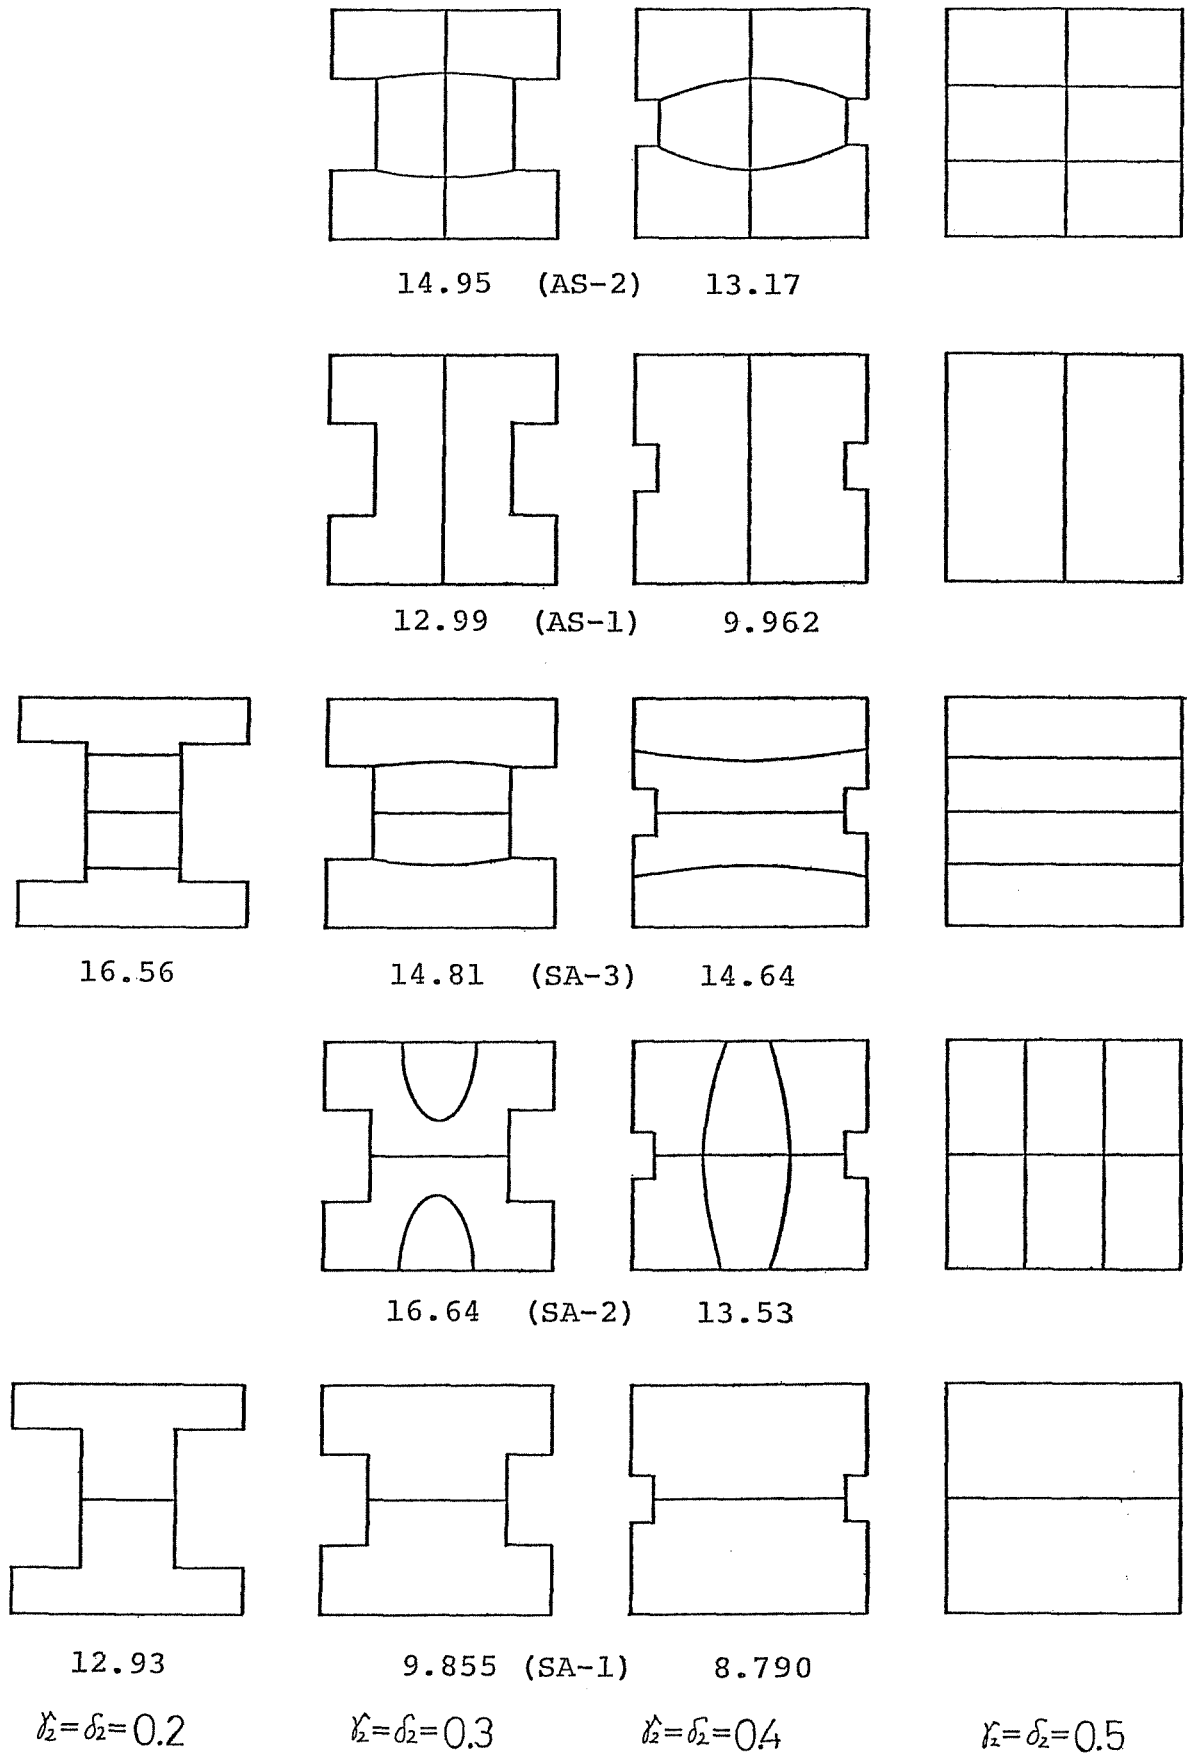 14.95 (AS-2) 13.17
12.99 (AS-1) 9.962
16.56 14.81 (SA-3) 14.64
16.64 (SA-2) 13.53
12.93 9.855 (SA-1) 8.790
γ₂=δ₂=0.2 γ₂=δ₂=0.3 γ₂=δ₂=0.4 γ₂=δ₂=0.5